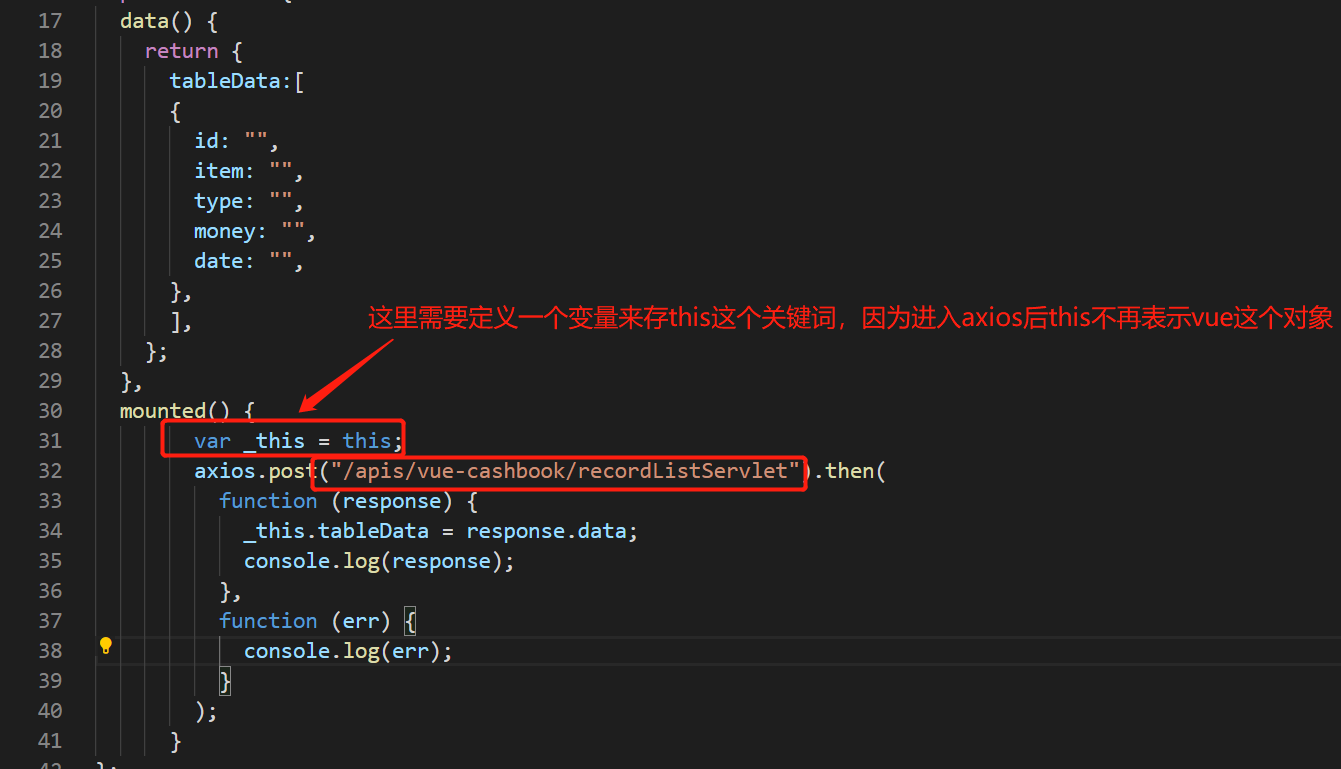 17 data() {
18 return {
19 tableData:[
20 {
21 id: "",
22 item: "",
23 type: "",
24 money: "",
25 date: "",
26 },
27 ],
这里需要定义一个变量来存this这个关键词，因为进入axios后this不再表示vue这个对象
28 };
29 },
30 mounted() {
31 var _this = this;
32 axios.post("/apis/vue-cashbook/recordListServlet").then(
33 function (response) {
34 _this.tableData = response.data;
35 console.log(response);
36 },
37 function (err) {
38 console.log(err);
39 }
40 );
41 }